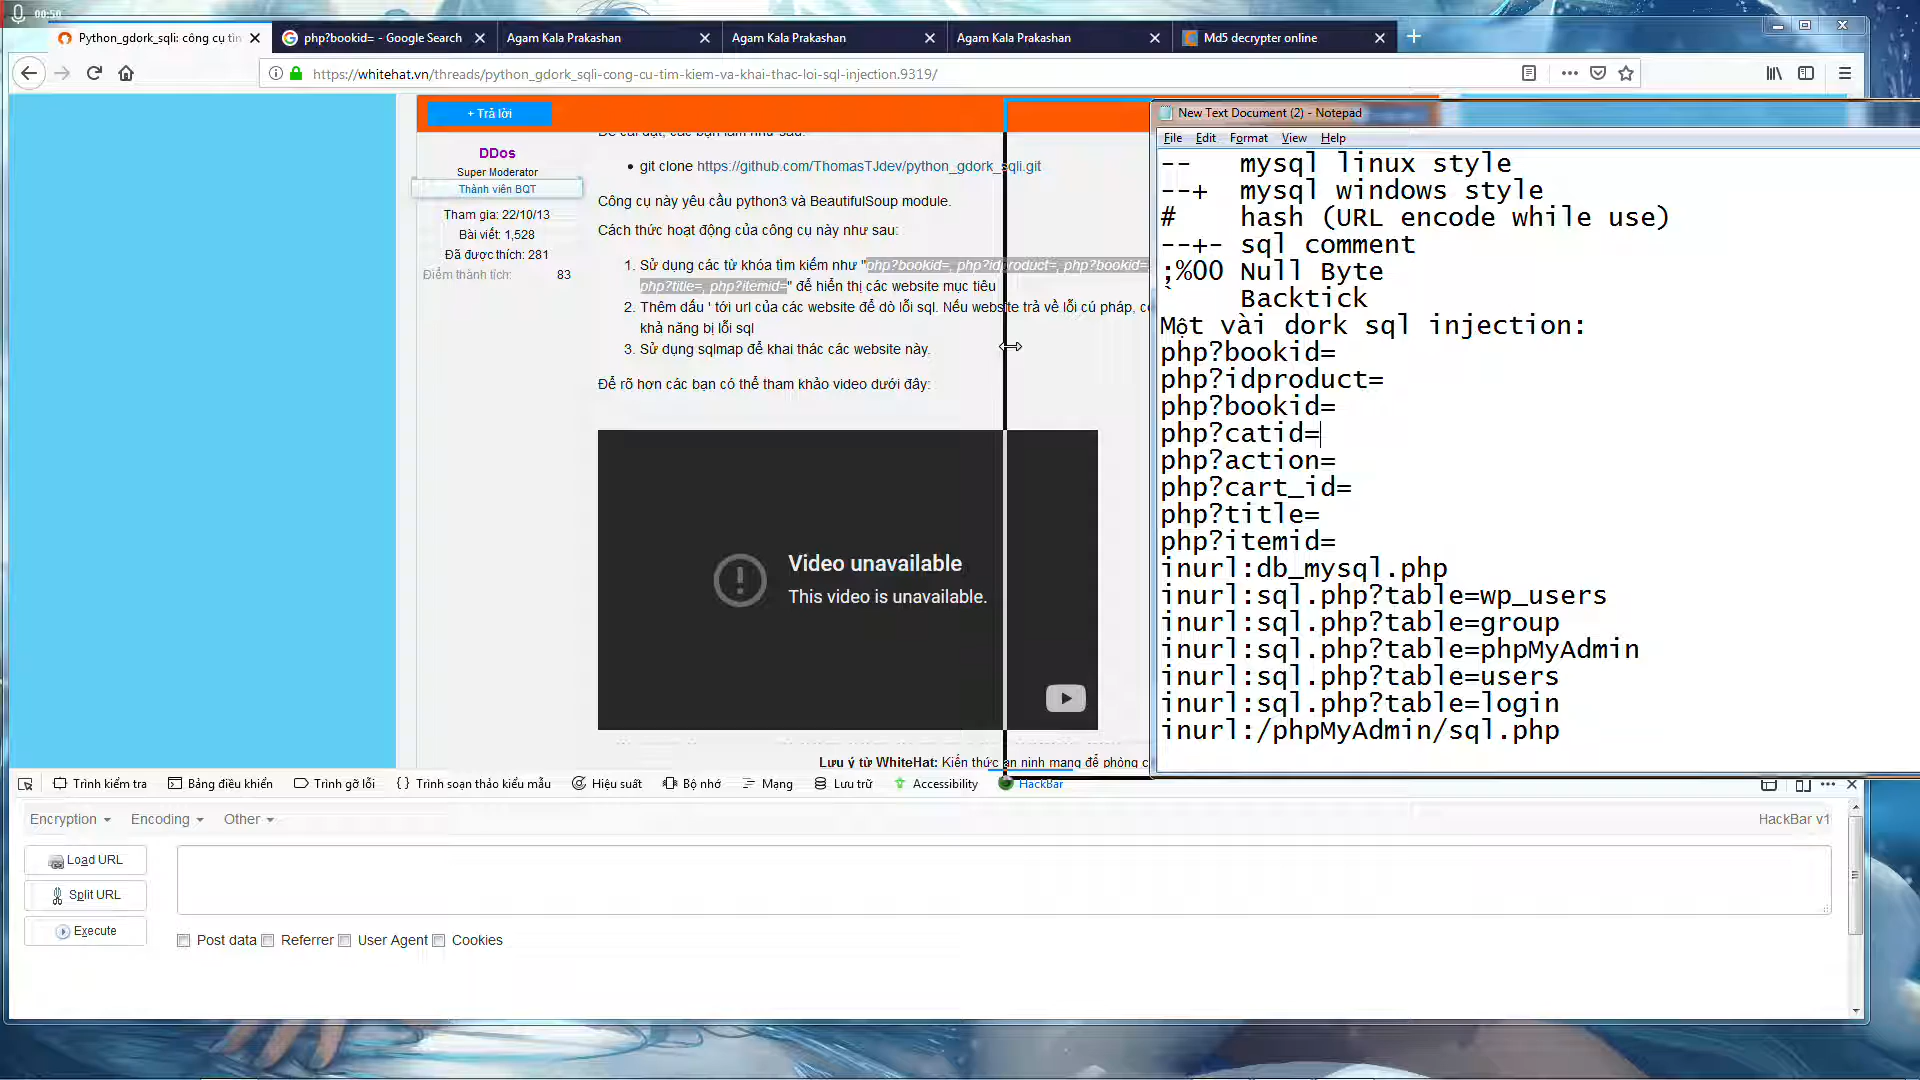 00:50
Python_gdork_sqli: công cụ tìn
php?bookid= - Google Search
Agam Kala Prakashan
Agam Kala Prakashan
Agam Kala Prakashan
Md5 decrypter online
https://whitehat.vn/threads/python_gdork_sqli-cong-cu-tim-kiem-va-khai-thac-loi-sql-injection.9319/
+ Trả lời
DDos
Super Moderator
Thành viên BQT
Tham gia: 22/10/13
Bài viết: 1,528
Đã được thích: 281
Điểm thành tích: 83
Để cài đặt, các bạn làm như sau:
git clone https://github.com/ThomasTJdev/python_gdork_sqli.git
Công cụ này yêu cầu python3 và BeautifulSoup module.
Cách thức hoạt động của công cụ này như sau:
1. Sử dụng các từ khóa tìm kiếm như "php?bookid=, php?idproduct=, php?bookid=
php?title=, php?itemid=" để hiển thị các website mục tiêu
2. Thêm dấu ' tới url của các website để dò lỗi sql. Nếu website trả về lỗi cú pháp, có
khả năng bị lỗi sql
3. Sử dụng sqlmap để khai thác các website này.
Để rõ hơn các bạn có thể tham khảo video dưới đây:
Video unavailable
This video is unavailable.
Lưu ý từ WhiteHat: Kiến thức an ninh mạng để phòng c
New Text Document (2) - Notepad
File Edit Format View Help
-- mysql linux style
--+ mysql windows style
# hash (URL encode while use)
--+- sql comment
;%00 Null Byte
` Backtick
Một vài dork sql injection:
php?bookid=
php?idproduct=
php?bookid=
php?catid=
php?action=
php?cart_id=
php?title=
php?itemid=
inurl:db_mysql.php
inurl:sql.php?table=wp_users
inurl:sql.php?table=group
inurl:sql.php?table=phpMyAdmin
inurl:sql.php?table=users
inurl:sql.php?table=login
inurl:/phpMyAdmin/sql.php
Trình kiểm tra Bảng điều khiển Trình gỡ lỗi Trình soạn thảo kiểu mẫu Hiệu suất Bộ nhớ Mạng Lưu trữ Accessibility HackBar
Encryption Encoding Other HackBar v1
Load URL
Split URL
Execute
Post data Referrer User Agent Cookies